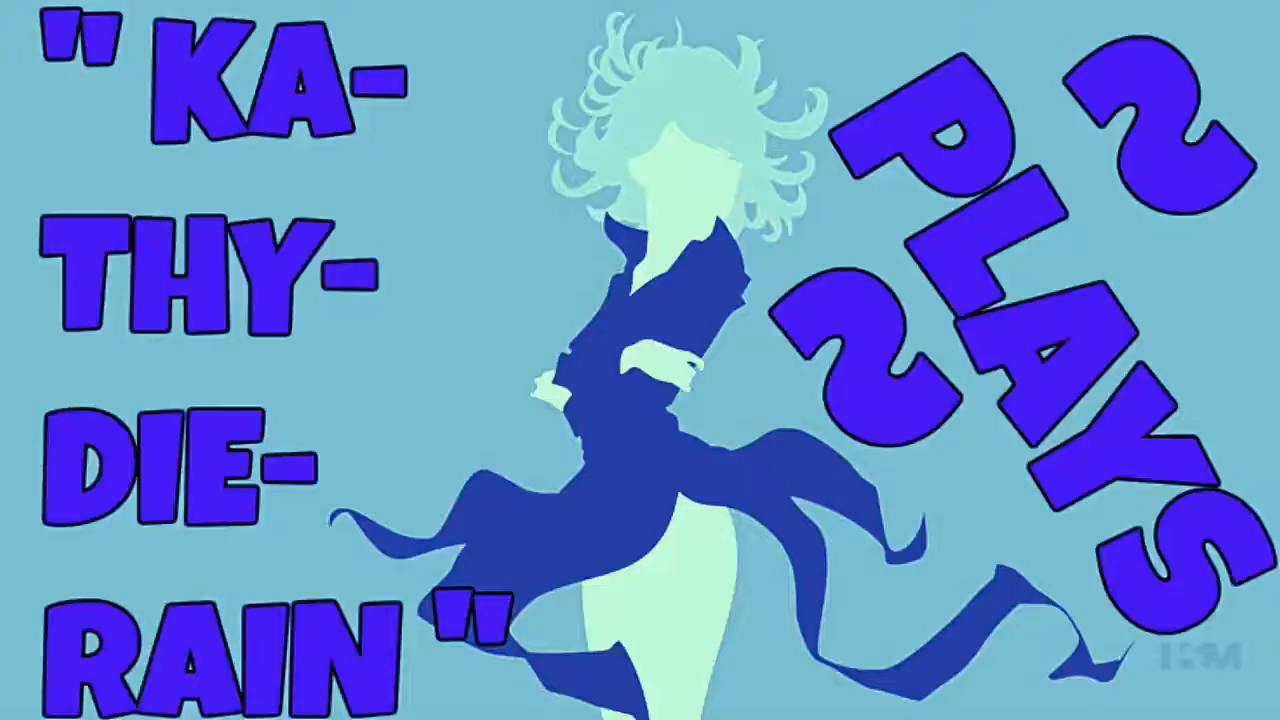 "KA-
THY-
DIE-
RAIN"
~
PLAYS
~